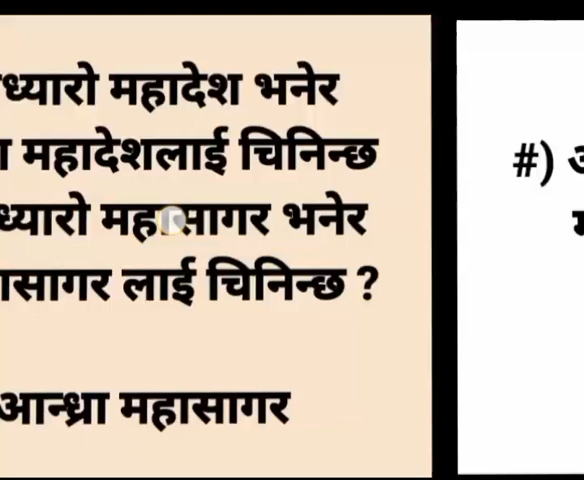 ध्यारो महादेश भनेर
महादेशलाई चिनिन्छ
ध्यारो महासागर भनेर
सागर लाई चिनिन्छ ?
आन्ध्रा महासागर
#)